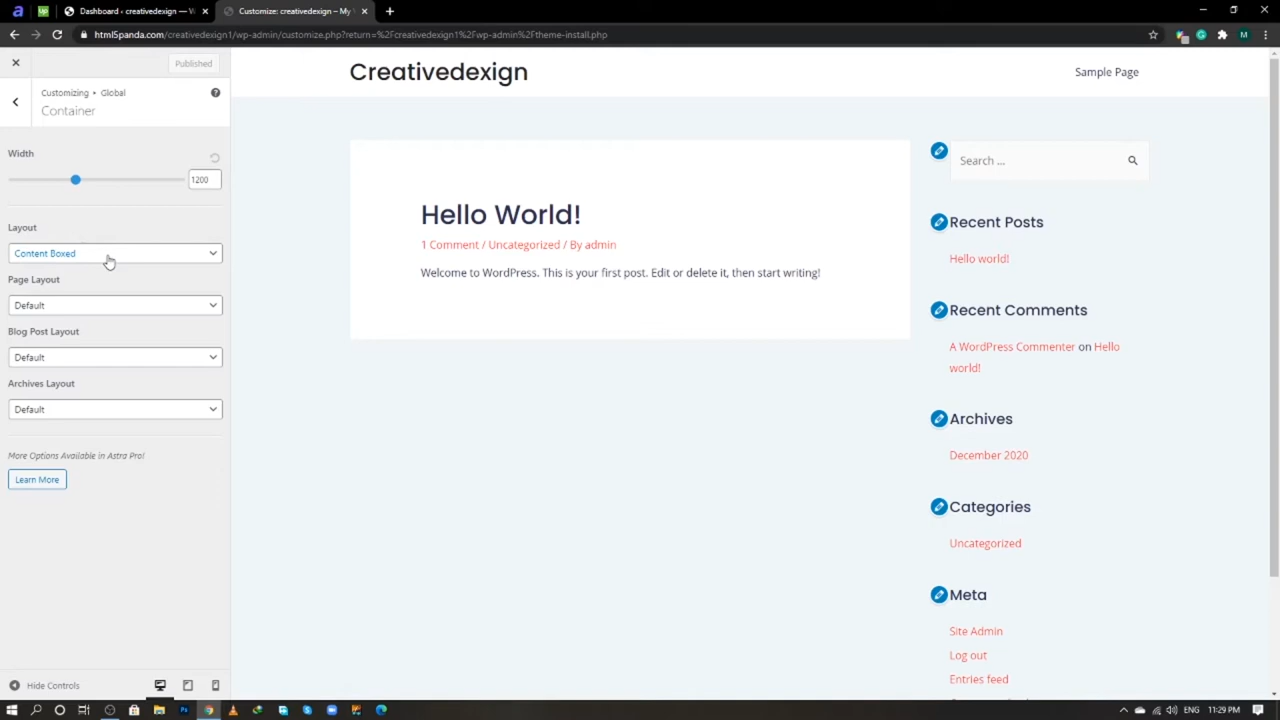 Dashboard ‹ creativedexign — W
Customize: creativedexign – My
html5panda.com/creativedexign1/wp-admin/customize.php?return=%2Fcreativedexign1%2Fwp-admin%2Ftheme-install.php
M
Published
Customizing ▸ Global
Container
Width
1200
Layout
Content Boxed
Page Layout
Default
Blog Post Layout
Default
Archives Layout
Default
More Options Available in Astra Pro!
Learn More
Hide Controls
Creativedexign
Sample Page
Hello World!
1 Comment / Uncategorized / By admin
Welcome to WordPress. This is your first post. Edit or delete it, then start writing!
Search ...
Recent Posts
Hello world!
Recent Comments
A WordPress Commenter on Hello
world!
Archives
December 2020
Categories
Uncategorized
Meta
Site Admin
Log out
Entries feed
ENG
11:29 PM